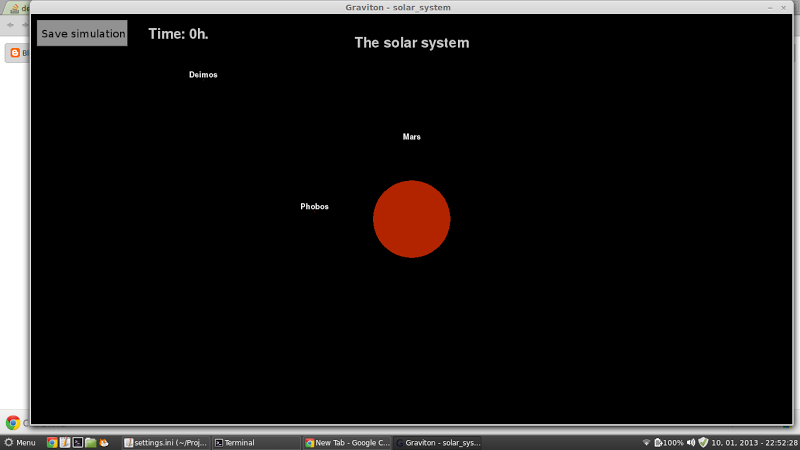 Graviton - solar_system
Save simulation
Time: 0h.
The solar system
Deimos
Mars
Phobos
Menu
settings.ini (~/Proj...
Terminal
New Tab - Google C...
Graviton - solar_sys...
100%
10, 01, 2013 - 22:52:28